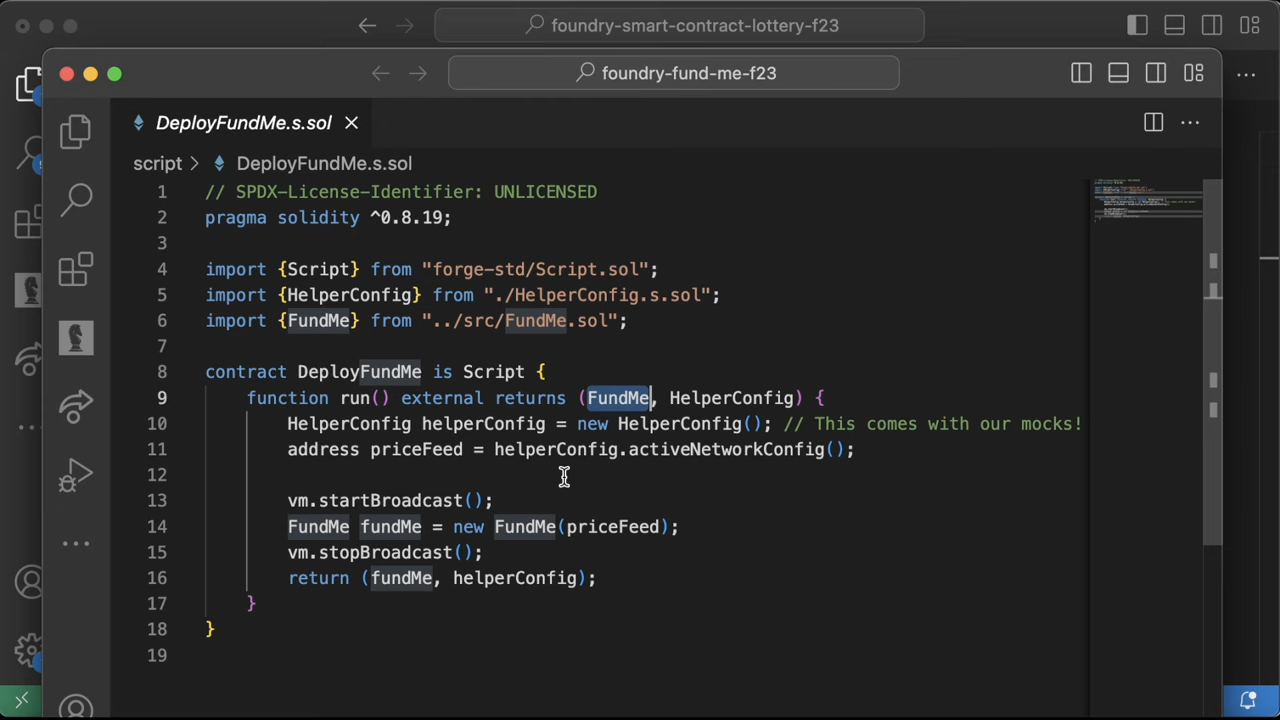 foundry-smart-contract-lottery-f23
foundry-fund-me-f23
DeployFundMe.s.sol
script > DeployFundMe.s.sol
1 // SPDX-License-Identifier: UNLICENSED
2 pragma solidity ^0.8.19;
3
4 import {Script} from "forge-std/Script.sol";
5 import {HelperConfig} from "./HelperConfig.s.sol";
6 import {FundMe} from "../src/FundMe.sol";
7
8 contract DeployFundMe is Script {
9 function run() external returns (FundMe, HelperConfig) {
10 HelperConfig helperConfig = new HelperConfig(); // This comes with our mocks!
11 address priceFeed = helperConfig.activeNetworkConfig();
12
13 vm.startBroadcast();
14 FundMe fundMe = new FundMe(priceFeed);
15 vm.stopBroadcast();
16 return (fundMe, helperConfig);
17 }
18 }
19